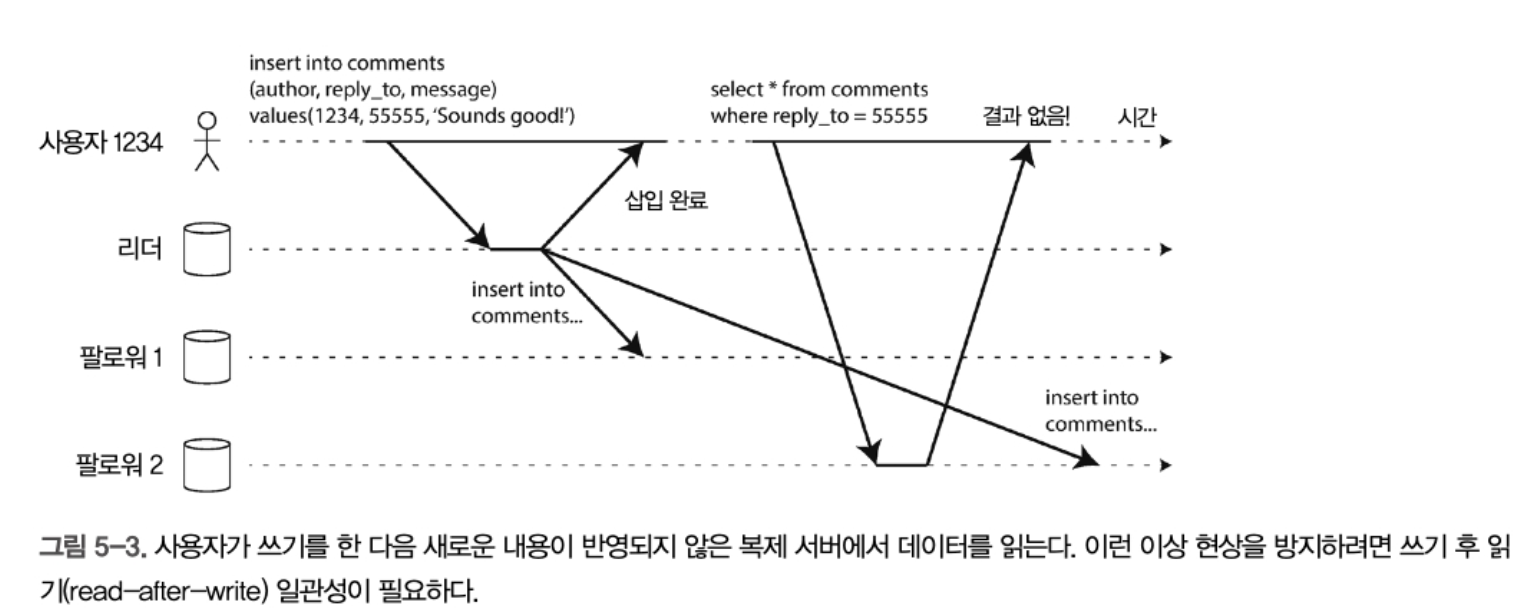 insert into comments
(author, reply_to, message)
values(1234, 55555, ‘Sounds good!’)
select * from comments
where reply_to = 55555
결과 없음!
시간
사용자 1234
삽입 완료
리더
insert into
comments...
팔로워 1
insert into
comments...
팔로워 2
그림 5–3. 사용자가 쓰기를 한 다음 새로운 내용이 반영되지 않은 복제 서버에서 데이터를 읽는다. 이런 이상 현상을 방지하려면 쓰기 후 읽
기(read–after–write) 일관성이 필요하다.